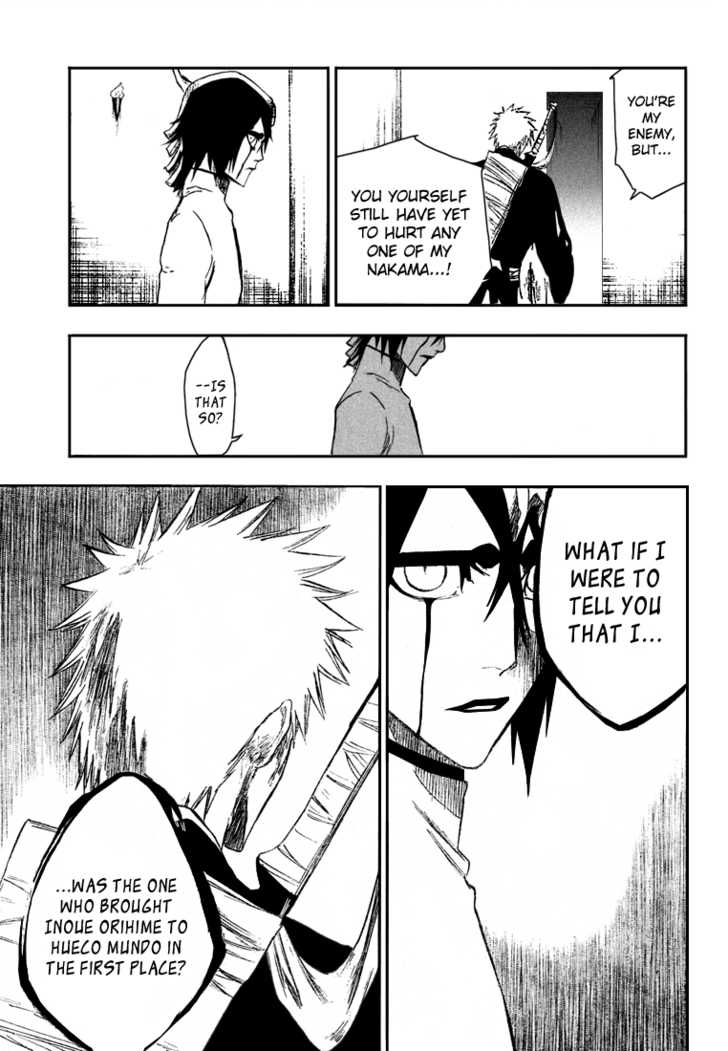 YOU'RE
MY
ENEMY,
BUT...
YOU YOURSELF
STILL HAVE YET
TO HURT ANY
ONE OF MY
NAKAMA...!
--IS
THAT
SO?
WHAT IF I
WERE TO
TELL YOU
THAT I...
...WAS THE ONE
WHO BROUGHT
INOUE ORIHIME TO
HUECO MUNDO IN
THE FIRST PLACE?